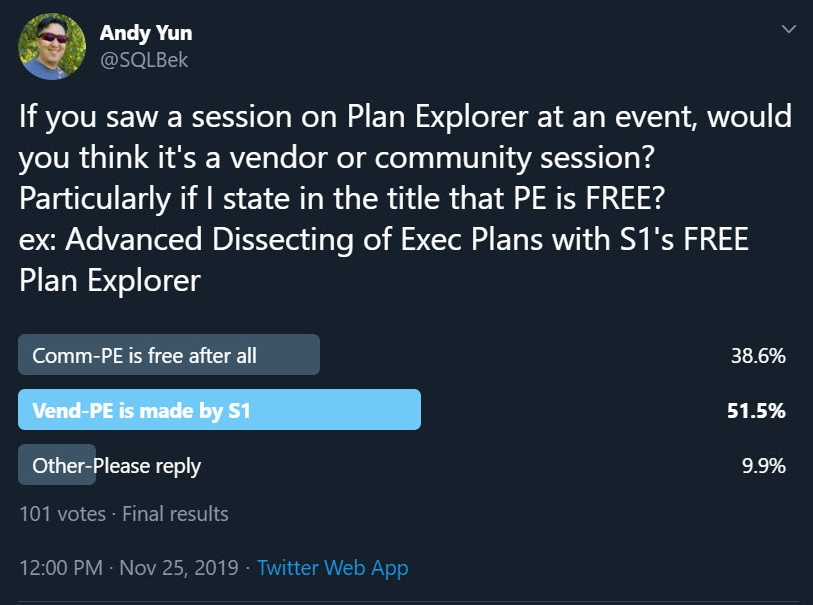 Andy Yun
@SQLBek
If you saw a session on Plan Explorer at an event, would
you think it's a vendor or community session?
Particularly if I state in the title that PE is FREE?
ex: Advanced Dissecting of Exec Plans with S1's FREE
Plan Explorer
Comm-PE is free after all 38.6%
Vend-PE is made by S1 51.5%
Other-Please reply 9.9%
101 votes · Final results
12:00 PM · Nov 25, 2019 · Twitter Web App